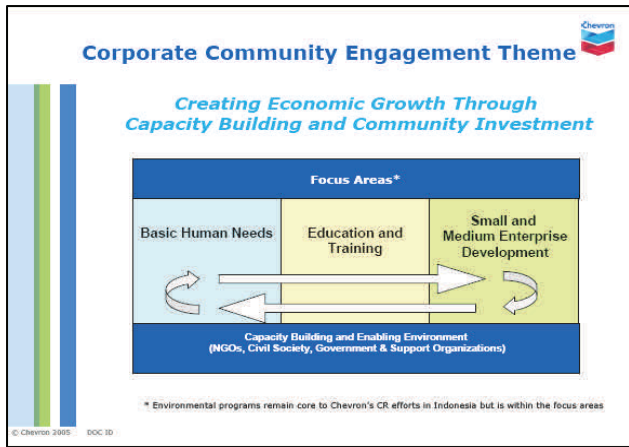 Chevron
Corporate Community Engagement Theme
Creating Economic Growth Through
Capacity Building and Community Investment
Focus Areas*
Basic Human Needs
Education and
Training
Small and
Medium Enterprise
Development
Capacity Building and Enabling Environment
(NGOs, Civil Society, Government & Support Organizations)
* Environmental programs remain core to Chevron's CR efforts in Indonesia but is within the focus areas
© Chevron 2005 DOC ID